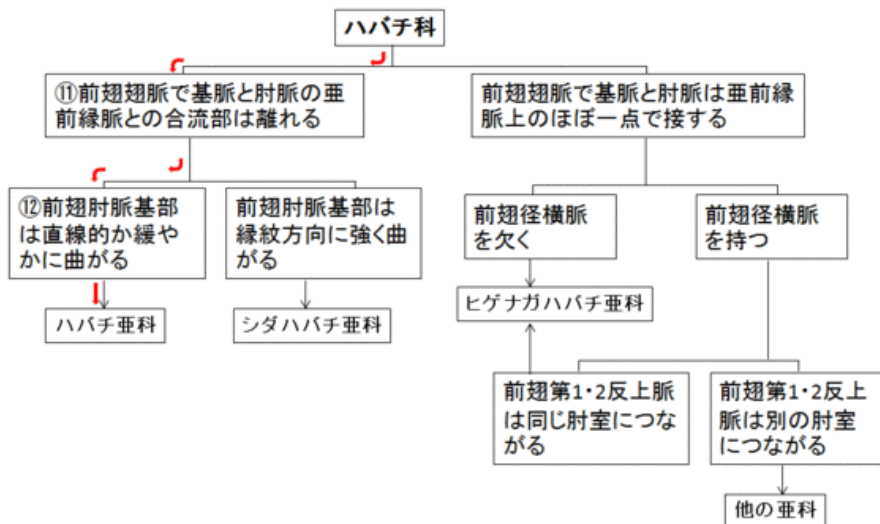 ハバチ科
⑪前翅翅脈で基脈と肘脈の亜
前縁脈との合流部は離れる
前翅翅脈で基脈と肘脈は亜前縁
脈上のほぼ一点で接する
⑫前翅肘脈基部
は直線的か緩や
かに曲がる
前翅肘脈基部は
縁紋方向に強く曲
がる
前翅径横脈
を欠く
前翅径横脈
を持つ
ハバチ亜科
シダハバチ亜科
ヒゲナガハバチ亜科
前翅第1・2反上脈
は同じ肘室につな
がる
前翅第1・2反上
脈は別の肘室
につながる
他の亜科